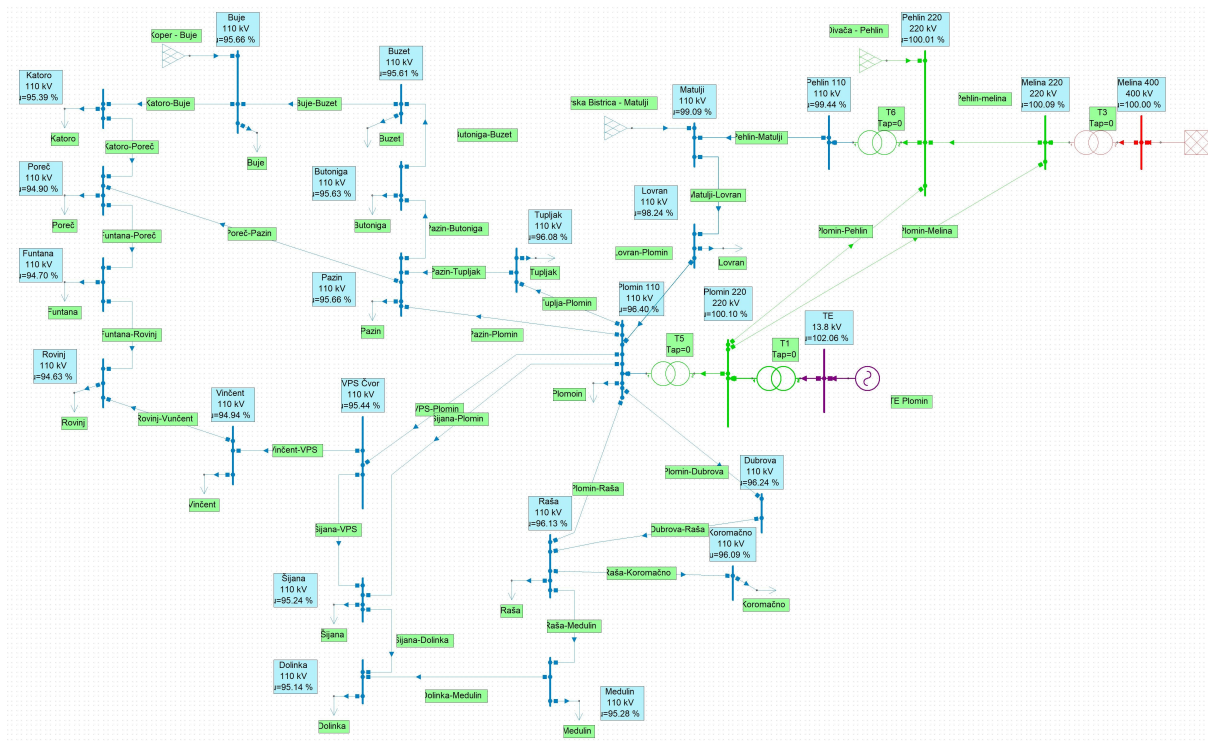 Buje
110 kV
u=95.66 %
Koper - Buje
Katoro
110 kV
u=95.39 %
Katoro-Buje
Buje-Buzet
Buzet
110 kV
u=95.61 %
Katoro
Katoro-Poreč
Buje
Buzet
Butoniga-Buzet
Poreč
110 kV
u=94.90 %
Poreč
Butoniga
110 kV
u=95.63 %
Butoniga
Pazin-Butoniga
Funtana-Poreč
Poreč-Pazin
Funtana
110 kV
u=94.70 %
Funtana
Pazin
110 kV
u=95.66 %
Pazin
Pazin-Tupljak
Tupljak
110 kV
u=96.08 %
Tupljak
Tuplja-Plomin
Pazin-Plomin
Funtana-Rovinj
Rovinj
110 kV
u=94.63 %
Rovinj
Rovinj-Vunčent
Vinčent
110 kV
u=94.94 %
Vinčent
Vinčent-VPS
VPS Čvor
110 kV
u=95.44 %
VPS-Plomin
Šijana-Plomin
Šijana-VPS
Šijana
110 kV
u=95.24 %
Šijana
Šijana-Dolinka
Dolinka
110 kV
u=95.14 %
Dolinka
Dolinka-Medulin
Medulin
110 kV
u=95.28 %
Medulin
Raša-Medulin
Raša
110 kV
u=96.13 %
Raša
Raša-Koromačno
Koromačno
110 kV
u=96.09 %
Koromačno
Dubrova-Raša
Dubrova
110 kV
u=96.24 %
Plomin-Dubrova
Plomin-Raša
Plomoin
Plomin 110
110 kV
u=96.40 %
T5
Tap=0
Plomin 220
220 kV
u=100.10 %
T1
Tap=0
TE
13.8 kV
u=102.06 %
TE Plomin
Lovran-Plomin
Lovran
110 kV
u=98.24 %
Lovran
Matulji-Lovran
Matulji
110 kV
u=99.09 %
rska Bistrica - Matulji
Pehlin-Matulji
Pehlin 110
110 kV
u=99.44 %
T6
Tap=0
Divača - Pehlin
Pehlin 220
220 kV
u=100.01 %
Pehlin-melina
Melina 220
220 kV
u=100.09 %
T3
Tap=0
Melina 400
400 kV
u=100.00 %
Plomin-Pehlin
Plomin-Melina